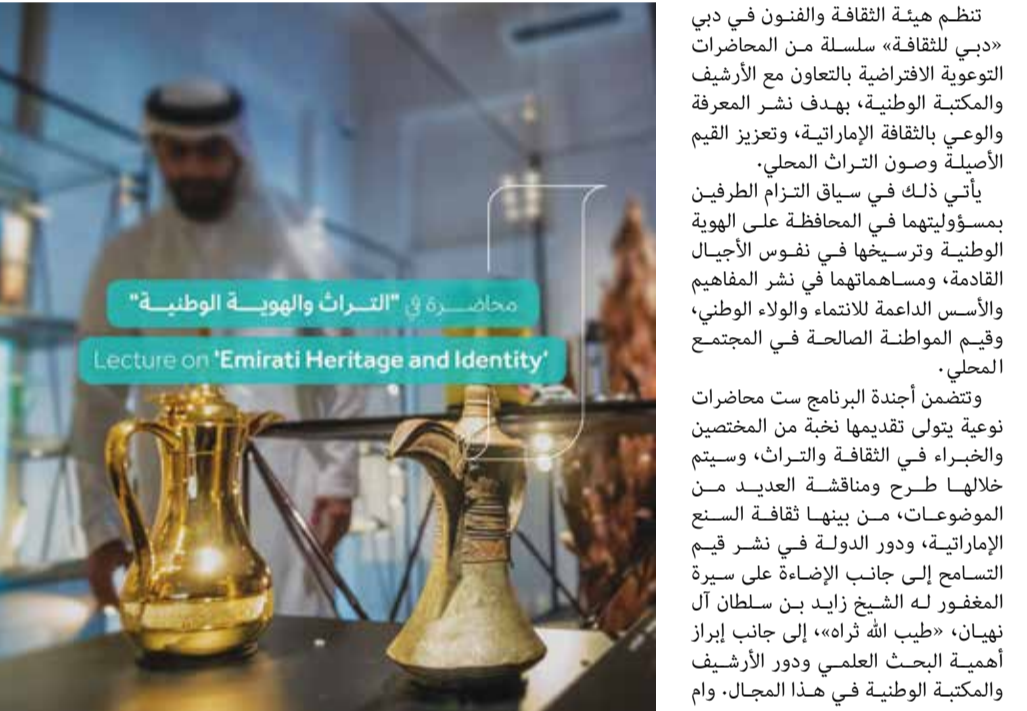 تنظم هيئة الثقافة والفنون في دبي
«دبي للثقافة» سلسلة من المحاضرات
التوعوية الافتراضية بالتعاون مع الأرشيف
والمكتبة الوطنية، بهدف نشر المعرفة
والوعي بالثقافة الإماراتية، وتعزيز القيم
الأصيلة وصون التراث المحلي.
يأتي ذلك في سياق التزام الطرفين
بمسؤوليتهما في المحافظة على الهوية
الوطنية وترسيخها في نفوس الأجيال
القادمة، ومساهماتهما في نشر المفاهيم
والأسس الداعمة للانتماء والولاء الوطني،
وقيم المواطنة الصالحة في المجتمع
المحلي.
وتتضمن أجندة البرنامج ست محاضرات
نوعية يتولى تقديمها نخبة من المختصين
والخبراء في الثقافة والتراث، وسيتم
خلالها طرح ومناقشة العديد من
الموضوعات، من بينها ثقافة السنع
الإماراتية، ودور الدولة في نشر قيم
التسامح إلى جانب الإضاءة على سيرة
المغفور له الشيخ زايد بن سلطان آل
نهيان، «طيب الله ثراه»، إلى جانب إبراز
أهمية البحث العلمي ودور الأرشيف
والمكتبة الوطنية في هذا المجال. وام
محاضرة في "التراث والهوية الوطنية"
Lecture on 'Emirati Heritage and Identity'